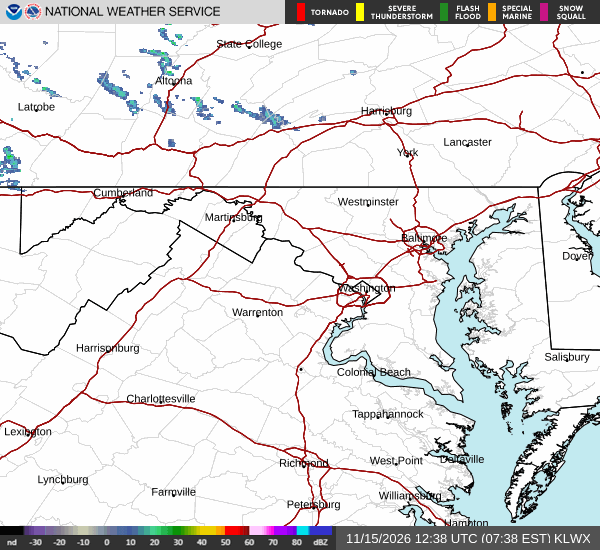 NATIONAL WEATHER SERVICE
TORNADO
SEVERE THUNDERSTORM
FLASH FLOOD
SPECIAL MARINE
SNOW SQUALL
State College
Altoona
Latrobe
Harrisburg
Lancaster
York
Cumberland
Martinsburg
Westminster
Baltimore
Dover
Washington
Warrenton
Harrisonburg
Salisbury
Colonial Beach
Charlottesville
Tappahannock
Lexington
Richmond
West Point
Deltaville
Lynchburg
Farmville
Williamsburg
Petersburg
Hampton
nd -30 -20 -10 0 10 20 30 40 50 60 70 80 dBZ
11/15/2026 12:38 UTC (07:38 EST) KLWX